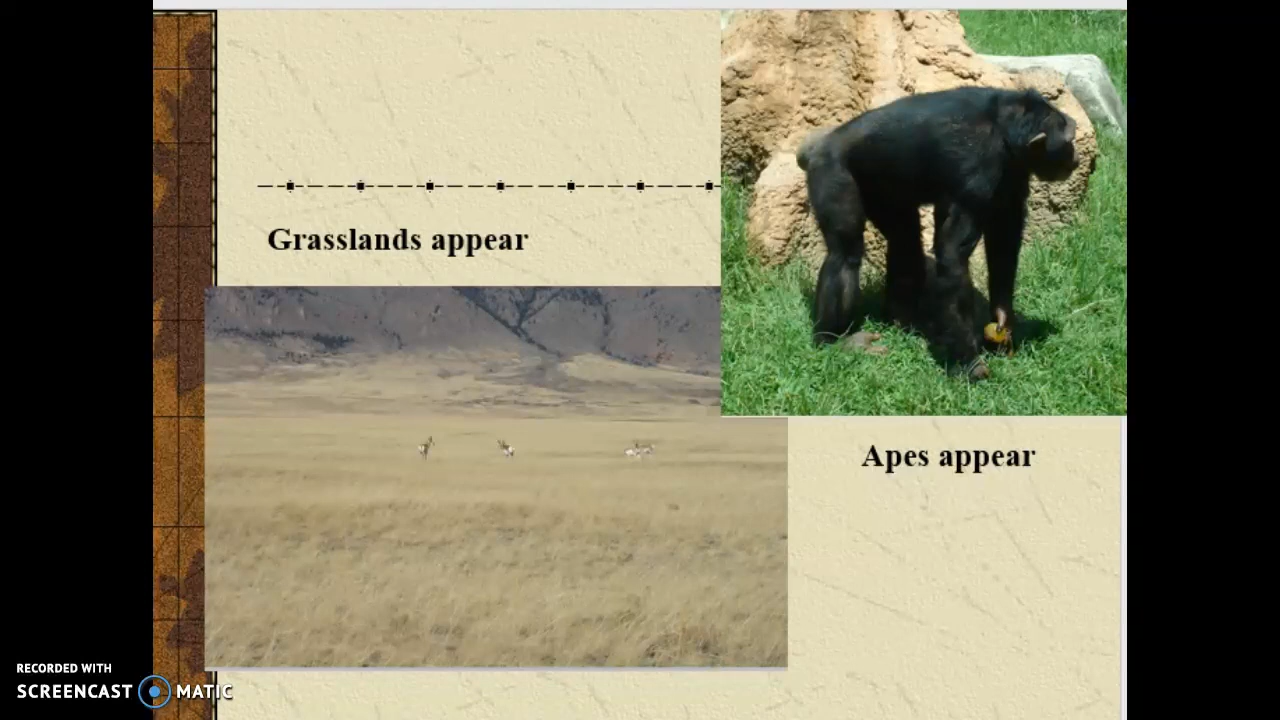 Grasslands appear
Apes appear
RECORDED WITH
SCREENCAST MATIC